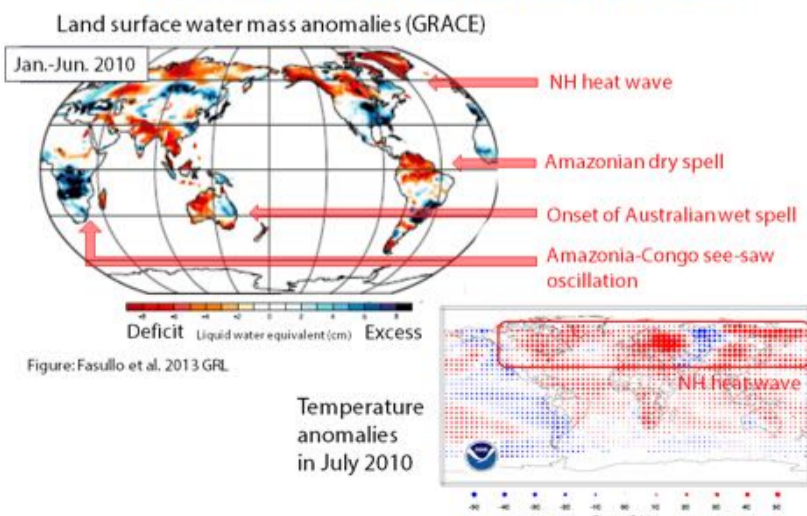 Land surface water mass anomalies (GRACE)
Jan.-Jun. 2010
NH heat wave
Amazonian dry spell
Onset of Australian wet spell
Amazonia-Congo see-saw
oscillation
Deficit Liquid water equivalent (cm) Excess
Figure: Fasullo et al. 2013 GRL
NH heat wave
Temperature
anomalies
in July 2010